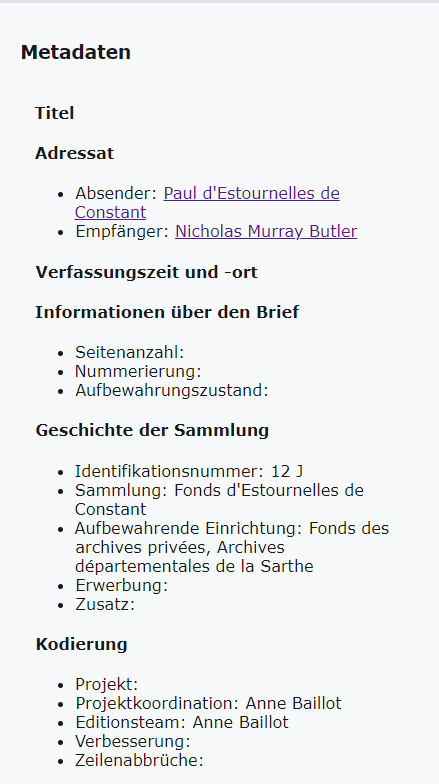 Metadaten
Titel
Adressat
• Absender: Paul d'Estournelles de
Constant
• Empfänger: Nicholas Murray Butler
Verfassungszeit und -ort
Informationen über den Brief
• Seitenanzahl:
• Nummerierung:
• Aufbewahrungszustand:
Geschichte der Sammlung
• Identifikationsnummer: 12 J
• Sammlung: Fonds d'Estournelles de
Constant
• Aufbewahrende Einrichtung: Fonds des
archives privées, Archives
départementales de la Sarthe
• Erwerbung:
• Zusatz:
Kodierung
• Projekt:
• Projektkoordination: Anne Baillot
• Editionsteam: Anne Baillot
• Verbesserung:
• Zeilenabbrüche: